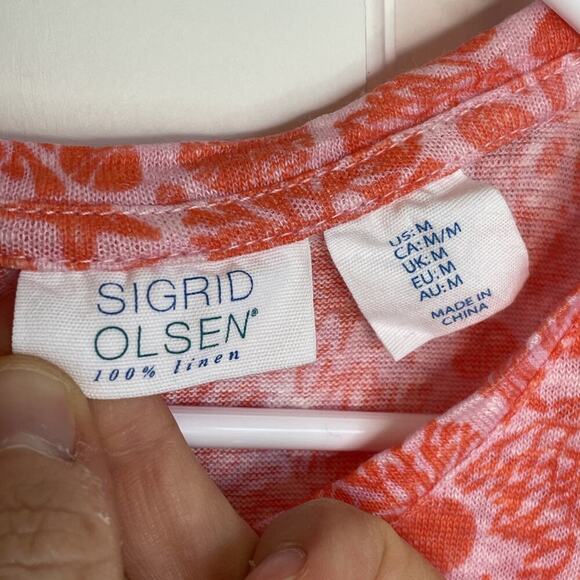 SIGRID
OLSEN®
100% linen
US: M
CA: M/M
UK: M
EU: M
AU: M
MADE IN
CHINA